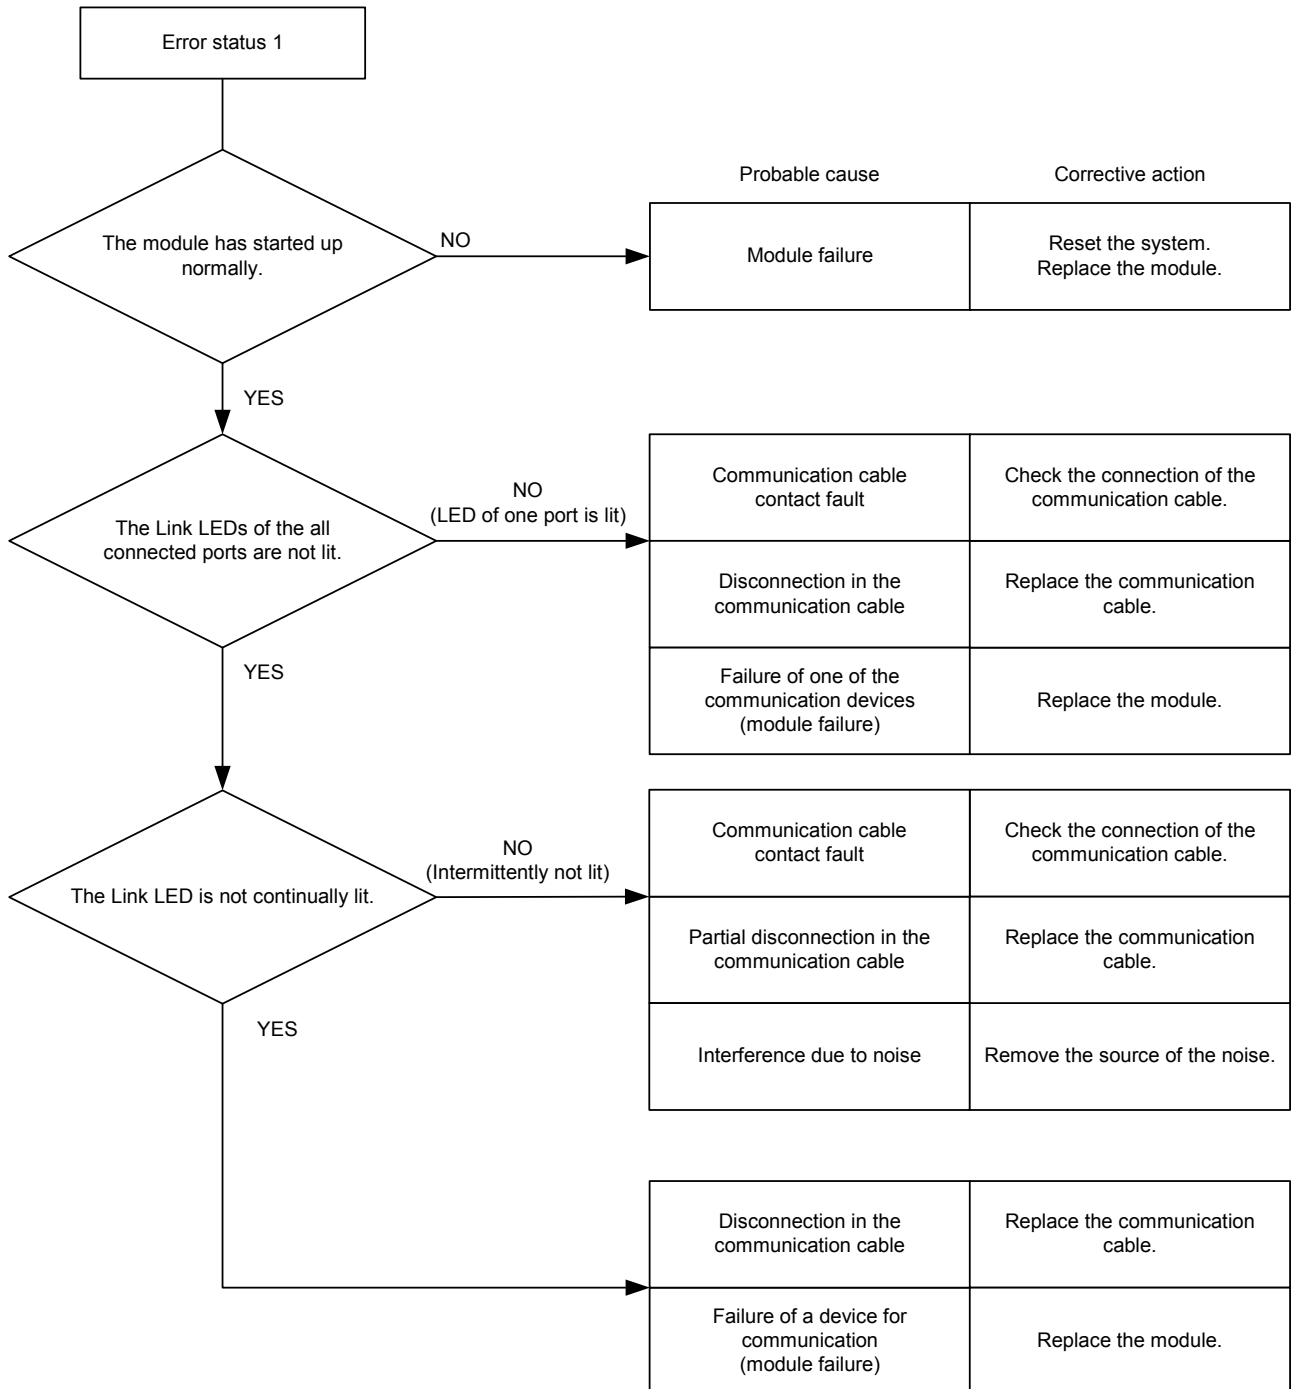 Error status 1
Probable cause
Corrective action
The module has started up
normally.
NO
Module failure
Reset the system.
Replace the module.
YES
The Link LEDs of the all
connected ports are not lit.
NO
(LED of one port is lit)
Communication cable
contact fault
Check the connection of the
communication cable.
Disconnection in the
communication cable
Replace the communication
cable.
Failure of one of the
communication devices
(module failure)
Replace the module.
YES
The Link LED is not continually lit.
NO
(Intermittently not lit)
Communication cable
contact fault
Check the connection of the
communication cable.
Partial disconnection in the
communication cable
Replace the communication
cable.
Interference due to noise
Remove the source of the noise.
YES
Disconnection in the
communication cable
Replace the communication
cable.
Failure of a device for
communication
(module failure)
Replace the module.